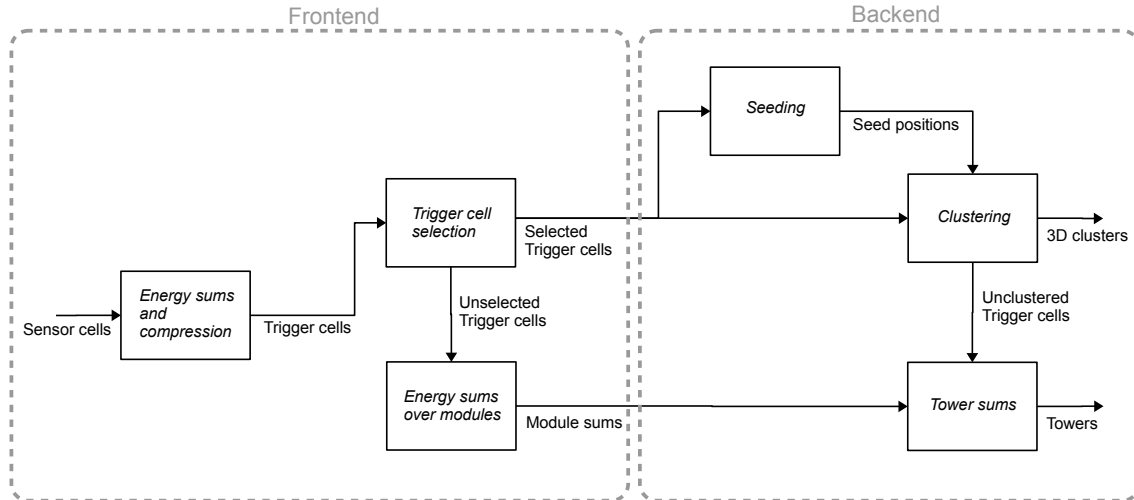 Frontend
Backend
Seeding
Seed positions
Trigger cell
selection
Selected
Trigger cells
Clustering
3D clusters
Energy sums
and
compression
Sensor cells
Trigger cells
Unselected
Trigger cells
Unclustered
Trigger cells
Energy sums
over modules
Module sums
Tower sums
Towers